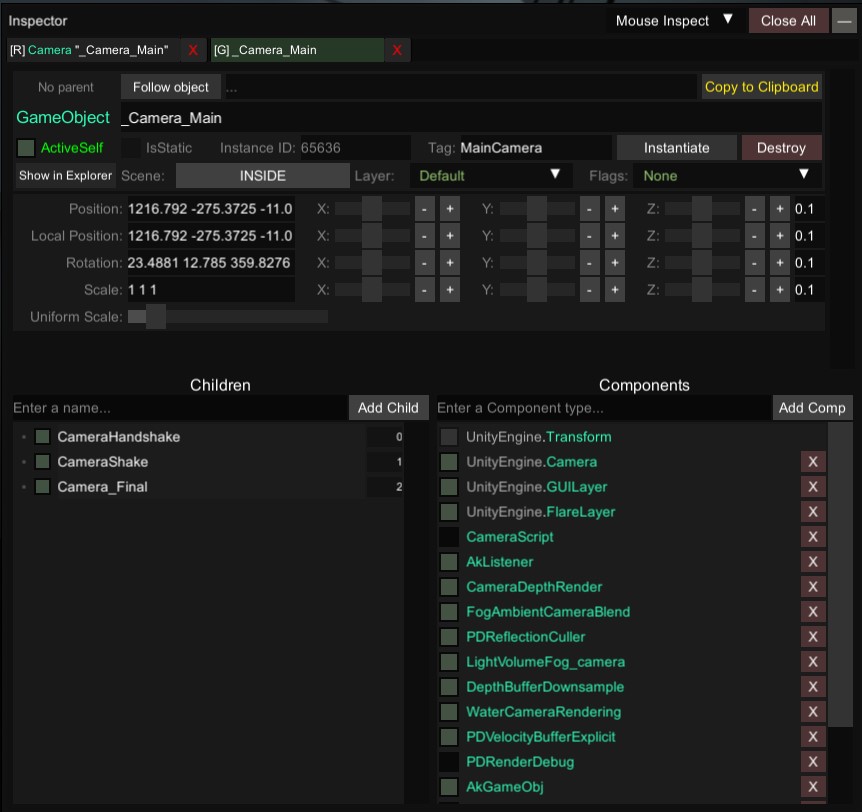 Inspector Mouse Inspect ▼ Close All —
[R] Camera "_Camera_Main" X [G] _Camera_Main X
No parent Follow object ... Copy to Clipboard
GameObject _Camera_Main
ActiveSelf IsStatic Instance ID: 65636 Tag: MainCamera Instantiate Destroy
Show in Explorer Scene: INSIDE Layer: Default ▼ Flags: None ▼
Position: 1216.792 -275.3725 -11.0 X: - + Y: - + Z: - + 0.1
Local Position: 1216.792 -275.3725 -11.0 X: - + Y: - + Z: - + 0.1
Rotation: 23.4881 12.785 359.8276 X: - + Y: - + Z: - + 0.1
Scale: 1 1 1 X: - + Y: - + Z: - + 0.1
Uniform Scale:
Children
Enter a name... Add Child
CameraHandshake 0
CameraShake 1
Camera_Final 2
Components
Enter a Component type... Add Comp
UnityEngine.Transform
UnityEngine.Camera X
UnityEngine.GUILayer X
UnityEngine.FlareLayer X
CameraScript X
AkListener X
CameraDepthRender X
FogAmbientCameraBlend X
PDReflectionCuller X
LightVolumeFog_camera X
DepthBufferDownsample X
WaterCameraRendering X
PDVelocityBufferExplicit X
PDRenderDebug X
AkGameObj X